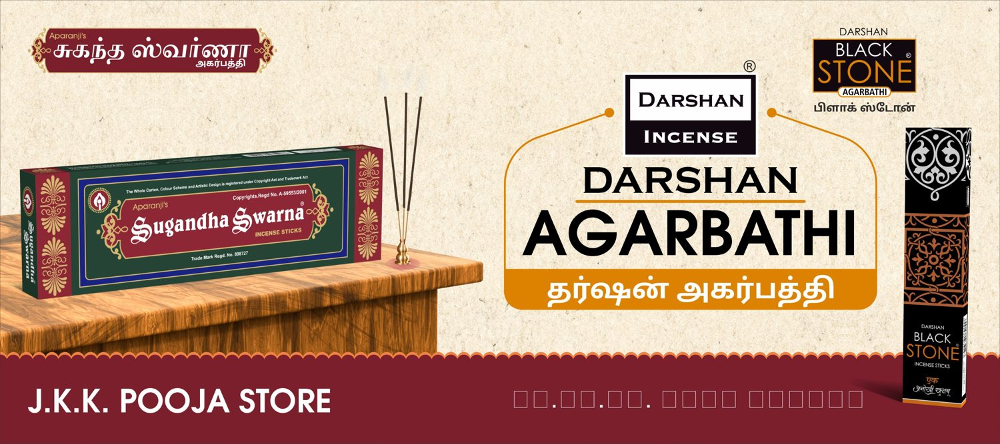 Aparanji's
சுகந்த ஸ்வர்ணா
அகர்பத்தி
The Whole Carton, Colour Scheme and Artistic Design is registered under Copyright Act and Trademark Act
Copyrights.Regd No. A-59553/2001
Aparanji's
Sugandha Swarna®
INCENSE STICKS
Trade Mark Regd. No. 898727
Sugandha
Swarna
®
DARSHAN
INCENSE
DARSHAN
AGARBATHI
தர்ஷன் அகர்பத்தி
DARSHAN
BLACK
STONE®
AGARBATHI
பிளாக் ஸ்டோன்
DARSHAN
BLACK
STONE®
INCENSE STICKS
एक
अनोखी खुशबू
J.K.K. POOJA STORE
□□.□□.□□. □□□□ □□□□□□